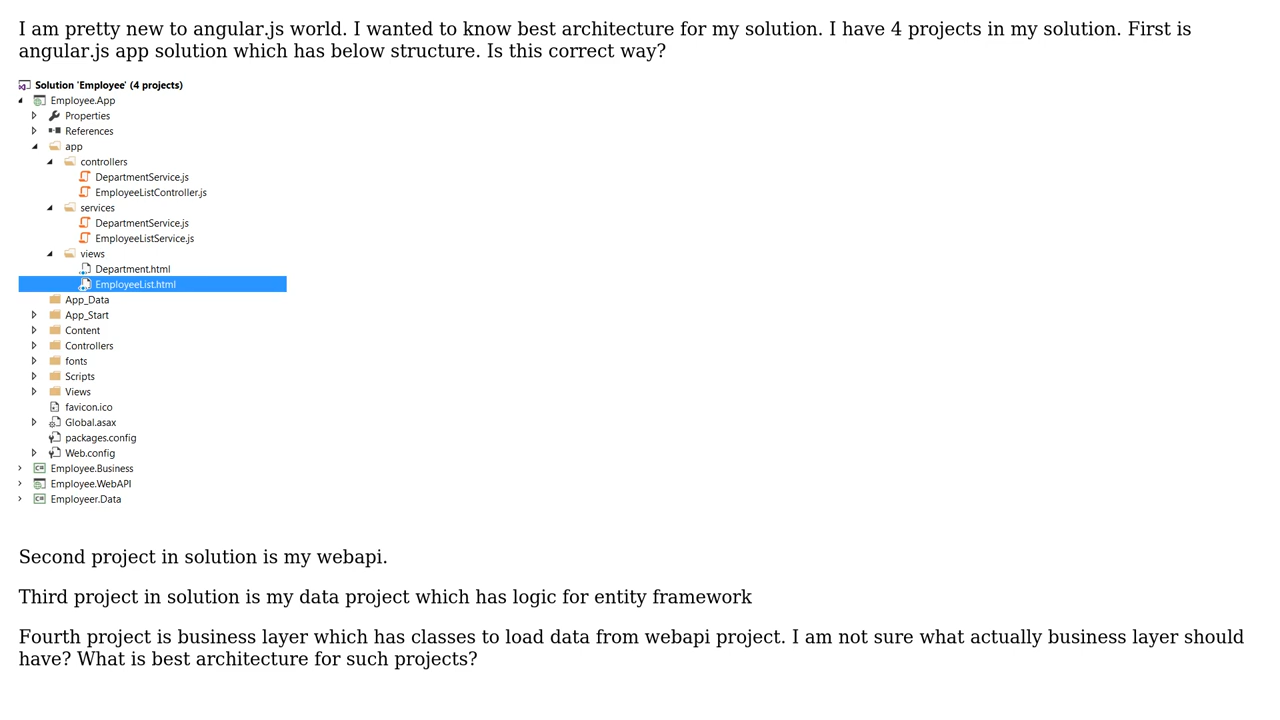 I am pretty new to angular.js world. I wanted to know best architecture for my solution. I have 4 projects in my solution. First is
angular.js app solution which has below structure. Is this correct way?
Solution 'Employee' (4 projects)
Employee.App
Properties
References
app
controllers
DepartmentService.js
EmployeeListController.js
services
DepartmentService.js
EmployeeListService.js
views
Department.html
EmployeeList.html
App_Data
App_Start
Content
Controllers
fonts
Scripts
Views
favicon.ico
Global.asax
packages.config
Web.config
Employee.Business
Employee.WebAPI
Employeer.Data
Second project in solution is my webapi.
Third project in solution is my data project which has logic for entity framework
Fourth project is business layer which has classes to load data from webapi project. I am not sure what actually business layer should
have? What is best architecture for such projects?